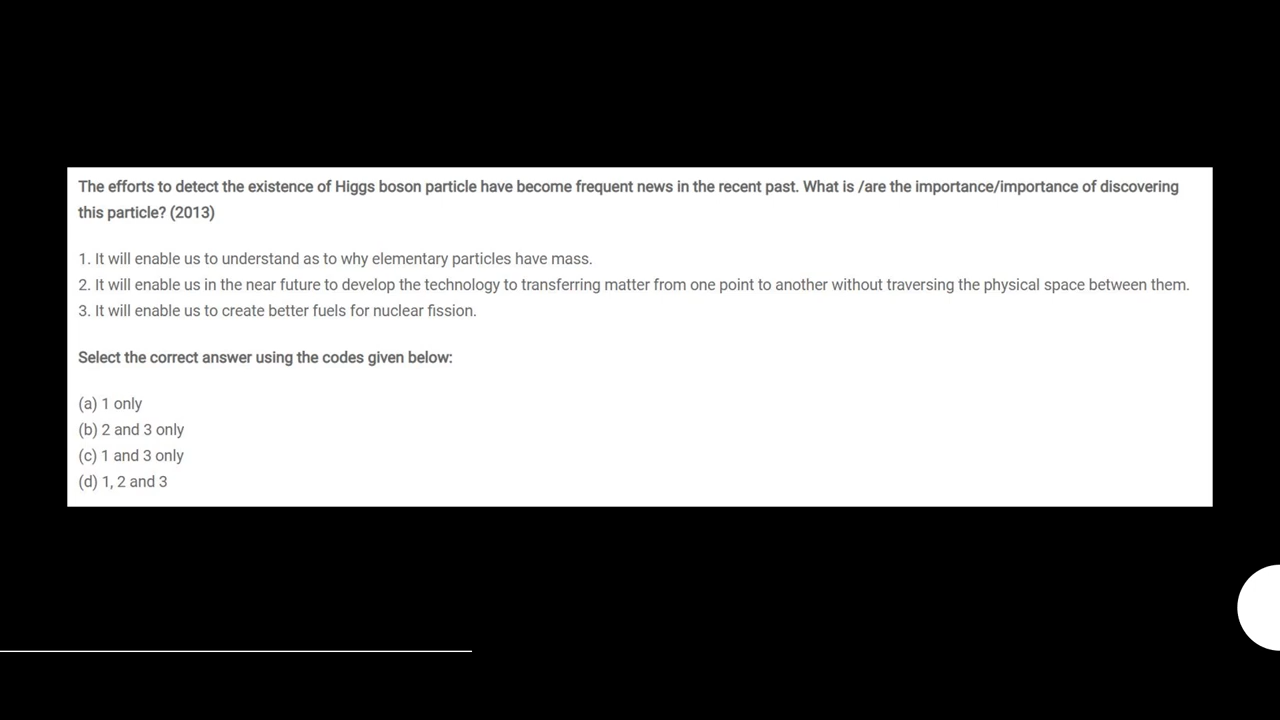 The efforts to detect the existence of Higgs boson particle have become frequent news in the recent past. What is /are the importance/importance of discovering
this particle? (2013)
1. It will enable us to understand as to why elementary particles have mass.
2. It will enable us in the near future to develop the technology to transferring matter from one point to another without traversing the physical space between them.
3. It will enable us to create better fuels for nuclear fission.
Select the correct answer using the codes given below:
(a) 1 only
(b) 2 and 3 only
(c) 1 and 3 only
(d) 1, 2 and 3